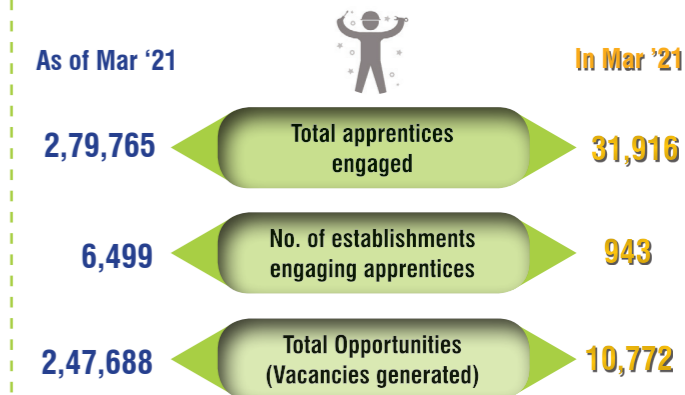 As of Mar ‘21
In Mar ’21
2,79,765
Total apprentices
engaged
31,916
6,499
No. of establishments
engaging apprentices
943
2,47,688
Total Opportunities
(Vacancies generated)
10,772